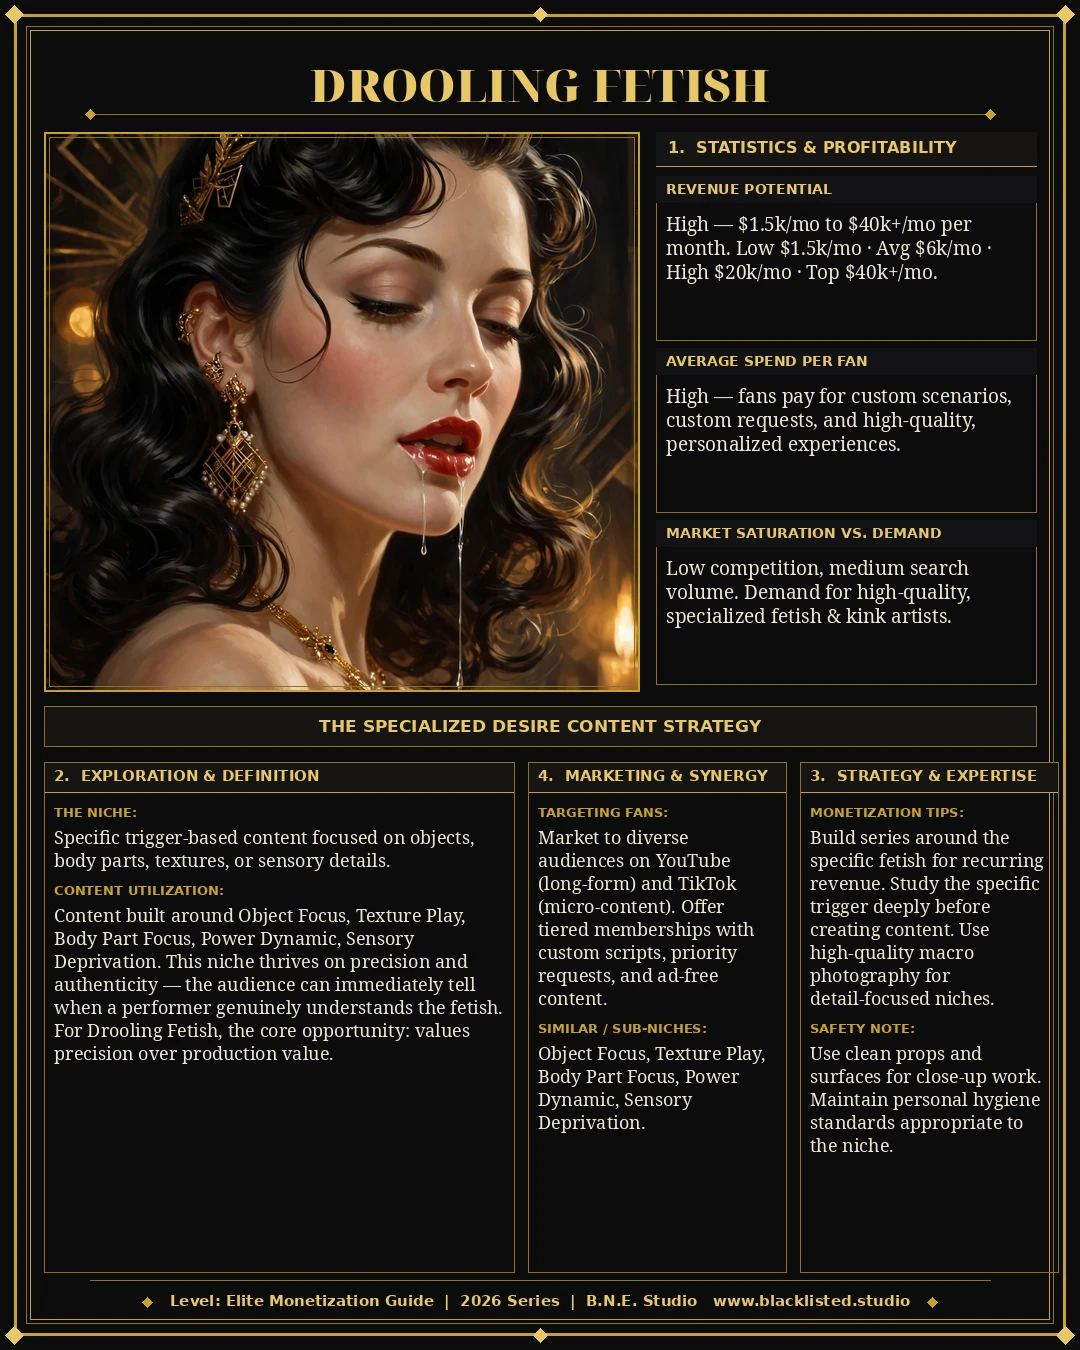 DROOLING FETISH
1. STATISTICS & PROFITABILITY
REVENUE POTENTIAL
High — $1.5k/mo to $40k+/mo per
month. Low $1.5k/mo · Avg $6k/mo ·
High $20k/mo · Top $40k+/mo.
AVERAGE SPEND PER FAN
High — fans pay for custom scenarios,
custom requests, and high-quality,
personalized experiences.
MARKET SATURATION VS. DEMAND
Low competition, medium search
volume. Demand for high-quality,
specialized fetish & kink artists.
THE SPECIALIZED DESIRE CONTENT STRATEGY
2. EXPLORATION & DEFINITION
THE NICHE:
Specific trigger-based content focused on objects,
body parts, textures, or sensory details.
CONTENT UTILIZATION:
Content built around Object Focus, Texture Play,
Body Part Focus, Power Dynamic, Sensory
Deprivation. This niche thrives on precision and
authenticity — the audience can immediately tell
when a performer genuinely understands the fetish.
For Drooling Fetish, the core opportunity: values
precision over production value.
4. MARKETING & SYNERGY
TARGETING FANS:
Market to diverse
audiences on YouTube
(long-form) and TikTok
(micro-content). Offer
tiered memberships with
custom scripts, priority
requests, and ad-free
content.
SIMILAR / SUB-NICHES:
Object Focus, Texture Play,
Body Part Focus, Power
Dynamic, Sensory
Deprivation.
3. STRATEGY & EXPERTISE
MONETIZATION TIPS:
Build series around the
specific fetish for recurring
revenue. Study the specific
trigger deeply before
creating content. Use
high-quality macro
photography for
detail-focused niches.
SAFETY NOTE:
Use clean props and
surfaces for close-up work.
Maintain personal hygiene
standards appropriate to
the niche.
Level: Elite Monetization Guide | 2026 Series | B.N.E. Studio www.blacklisted.studio